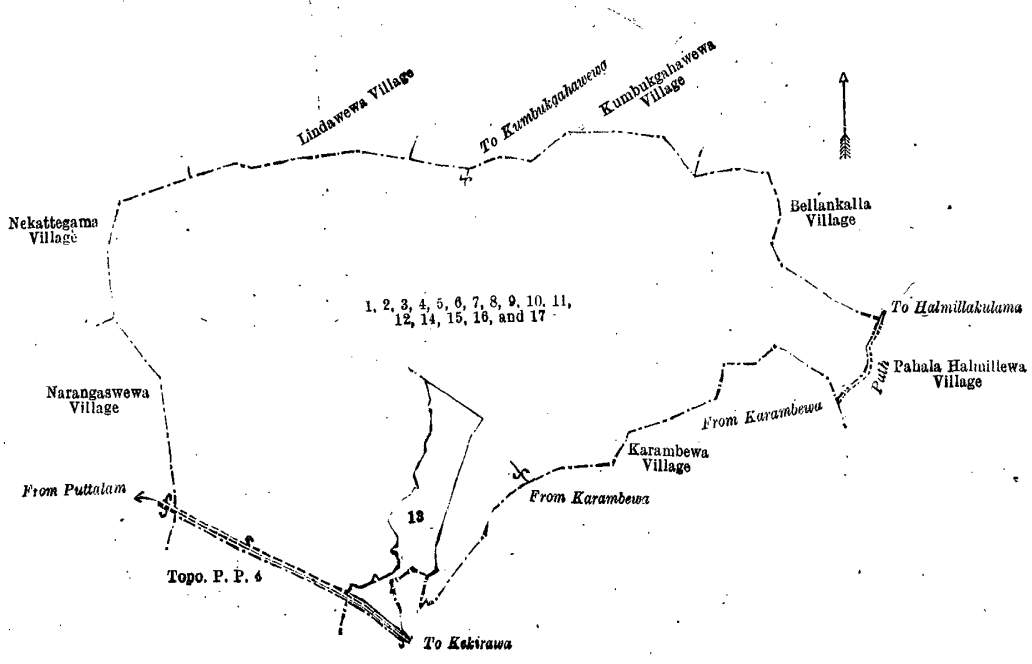 Lindawewa Village
To Kumbukgahawewa
Kumbukgahawewa
Village
Nekattegama
Village
Bellankalla
Village
1, 2, 3, 4, 5, 6, 7, 8, 9, 10, 11,
12, 14, 15, 16, and 17
To Halmillakulama
Path
Pahala Halmillewa
Village
Narangaswewa
Village
From Karambewa
Karambewa
Village
From Puttalam
From Karambewa
13
Topo. P. P. 4
To Kekirawa